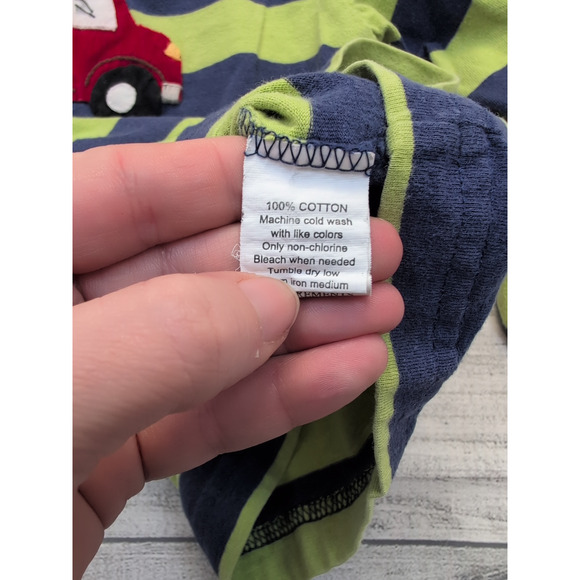 100% COTTON
Machine cold wash
with like colors
Only non-chlorine
Bleach when needed
Tumble dry low
iron medium